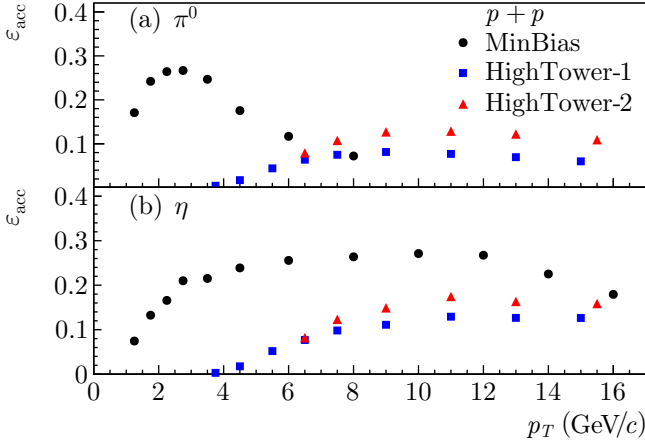 ε_acc
0.4
0.3
0.2
0.1
(a) π⁰
p + p
MinBias
HighTower-1
HighTower-2
ε_acc
0.4
0.3
0.2
0.1
0
(b) η
0 2 4 6 8 10 12 14 16
p_T (GeV/c)